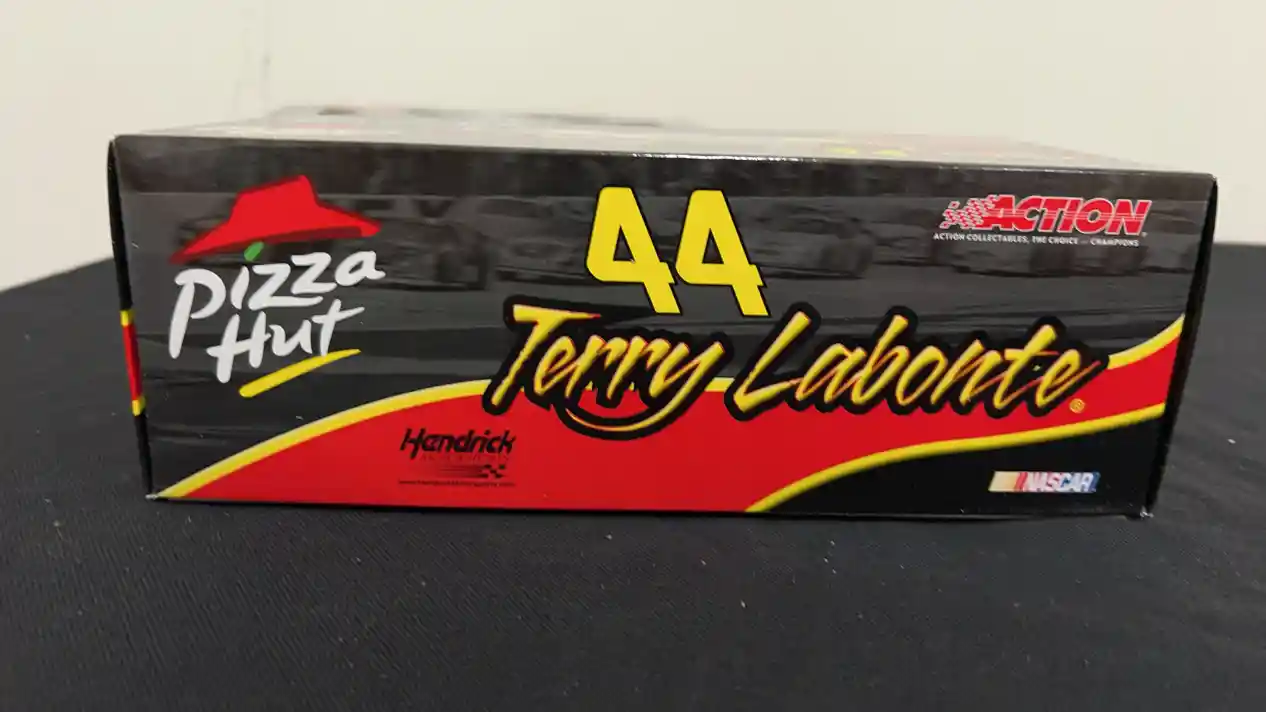 Pizza
Hut
44
Terry Labonte
ACTION
ACTION COLLECTABLES, THE CHOICE OF CHAMPIONS
Hendrick
NASCAR